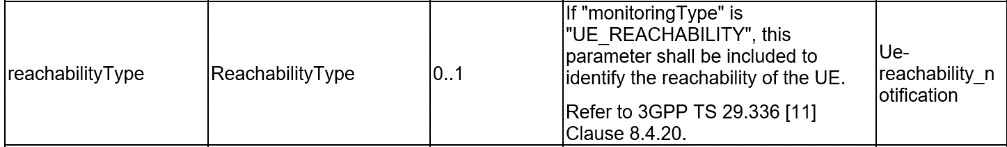 reachabilityType
ReachabilityType
0..1
If "monitoringType" is
"UE_REACHABILITY", this
parameter shall be included to
identify the reachability of the UE.
Refer to 3GPP TS 29.336 [11]
Clause 8.4.20.
Ue-
reachability_n
otification